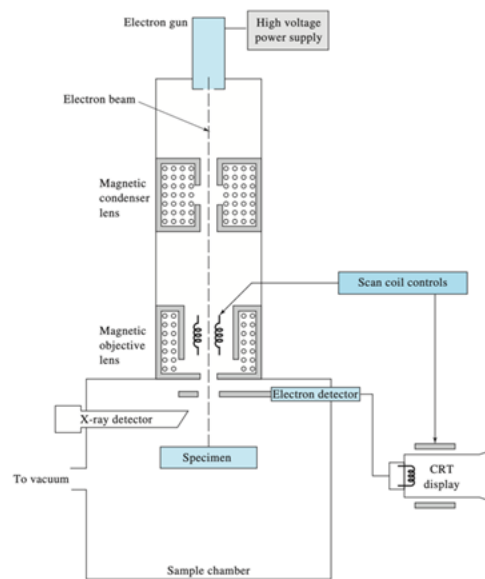 Electron gun
High voltage
power supply
Electron beam
Magnetic
condenser
lens
Scan coil controls
Magnetic
objective
lens
Electron detector
X-ray detector
Specimen
CRT
display
To vacuum
Sample chamber